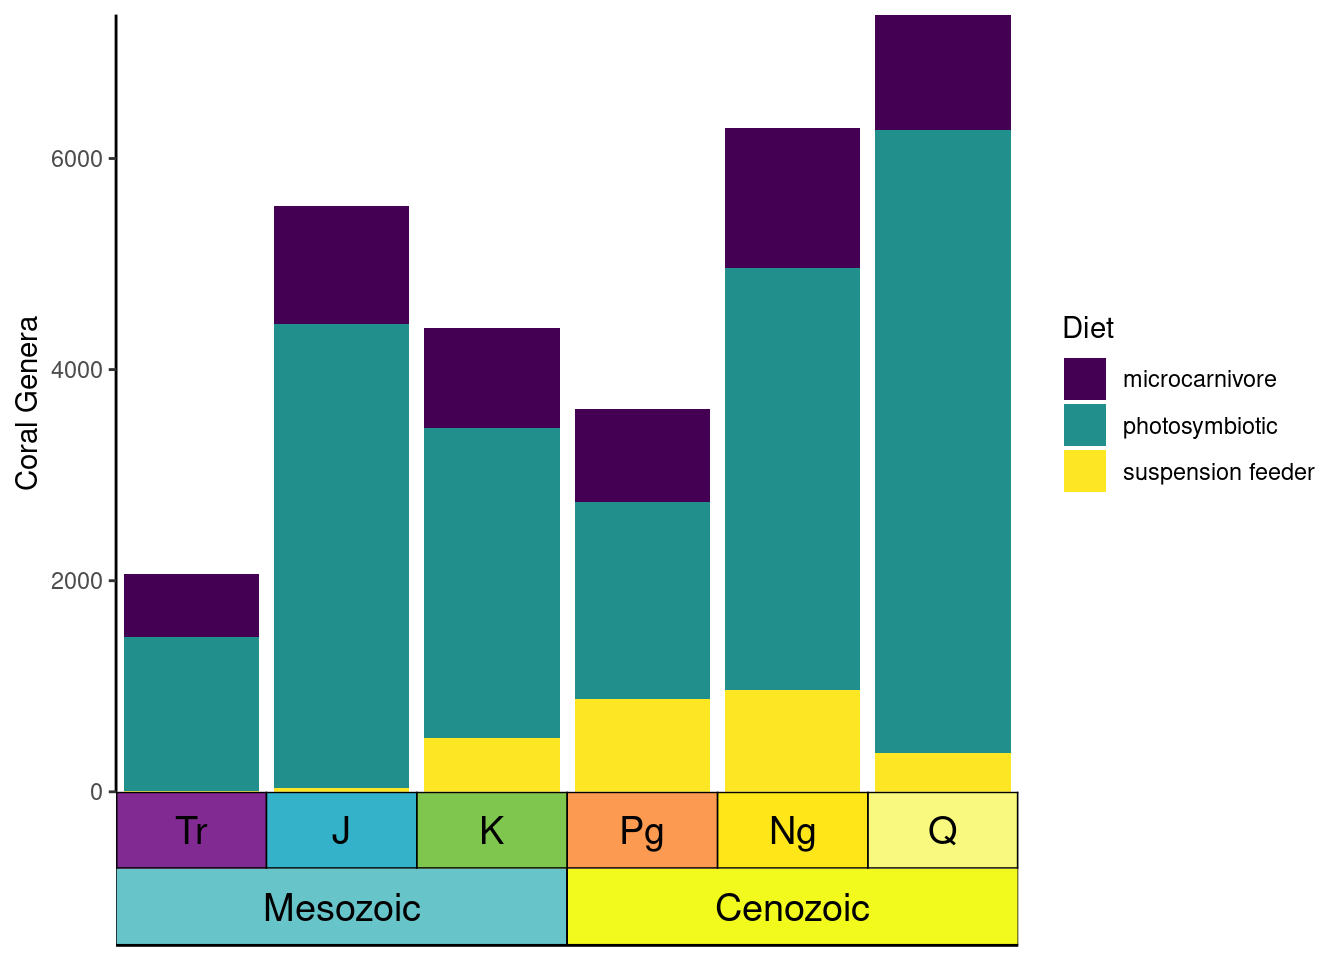 Coral Genera
6000
4000
2000
0
Tr J K Pg Ng Q
Mesozoic Cenozoic
Diet
microcarnivore
photosymbiotic
suspension feeder